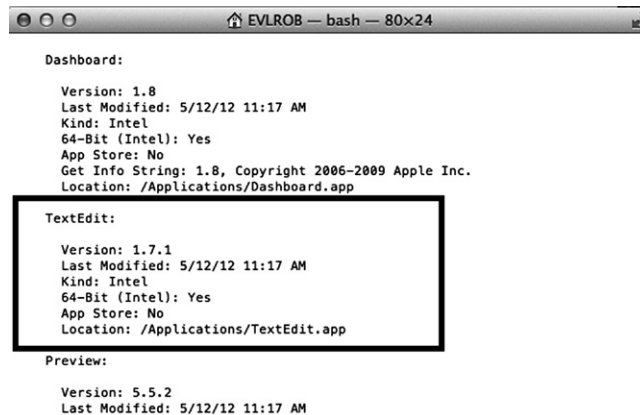 EVLROB — bash — 80×24
Dashboard:
Version: 1.8
Last Modified: 5/12/12 11:17 AM
Kind: Intel
64-Bit (Intel): Yes
App Store: No
Get Info String: 1.8, Copyright 2006-2009 Apple Inc.
Location: /Applications/Dashboard.app
TextEdit:
Version: 1.7.1
Last Modified: 5/12/12 11:17 AM
Kind: Intel
64-Bit (Intel): Yes
App Store: No
Location: /Applications/TextEdit.app
Preview:
Version: 5.5.2
Last Modified: 5/12/12 11:17 AM